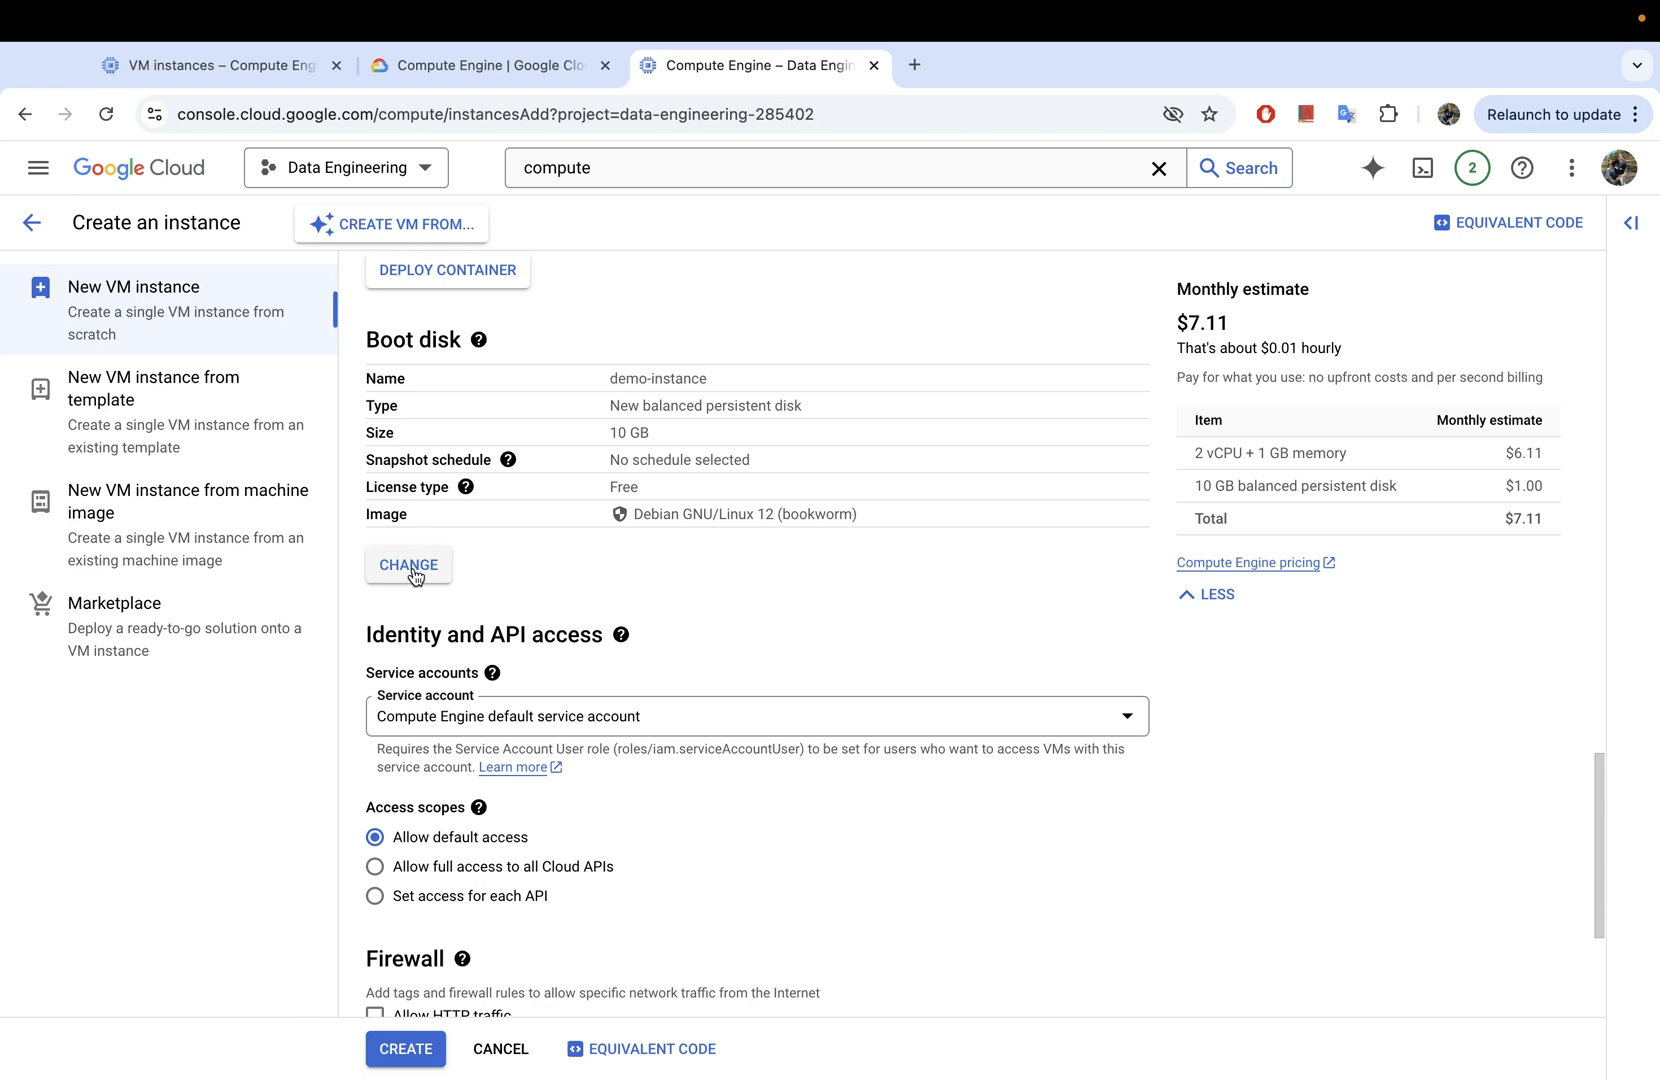 VM instances – Compute Eng
Compute Engine | Google Clo
Compute Engine – Data Engin
console.cloud.google.com/compute/instancesAdd?project=data-engineering-285402
Relaunch to update
Google Cloud
Data Engineering
compute
Search
2
Create an instance
CREATE VM FROM...
EQUIVALENT CODE
New VM instance
Create a single VM instance from
scratch
New VM instance from
template
Create a single VM instance from an
existing template
New VM instance from machine
image
Create a single VM instance from an
existing machine image
Marketplace
Deploy a ready-to-go solution onto a
VM instance
DEPLOY CONTAINER
Boot disk
Name demo-instance
Type New balanced persistent disk
Size 10 GB
Snapshot schedule No schedule selected
License type Free
Image Debian GNU/Linux 12 (bookworm)
CHANGE
Identity and API access
Service accounts
Service account
Compute Engine default service account
Requires the Service Account User role (roles/iam.serviceAccountUser) to be set for users who want to access VMs with this
service account. Learn more
Access scopes
Allow default access
Allow full access to all Cloud APIs
Set access for each API
Firewall
Add tags and firewall rules to allow specific network traffic from the Internet
Allow HTTP traffic
CREATE
CANCEL
EQUIVALENT CODE
Monthly estimate
$7.11
That's about $0.01 hourly
Pay for what you use: no upfront costs and per second billing
Item Monthly estimate
2 vCPU + 1 GB memory $6.11
10 GB balanced persistent disk $1.00
Total $7.11
Compute Engine pricing
LESS